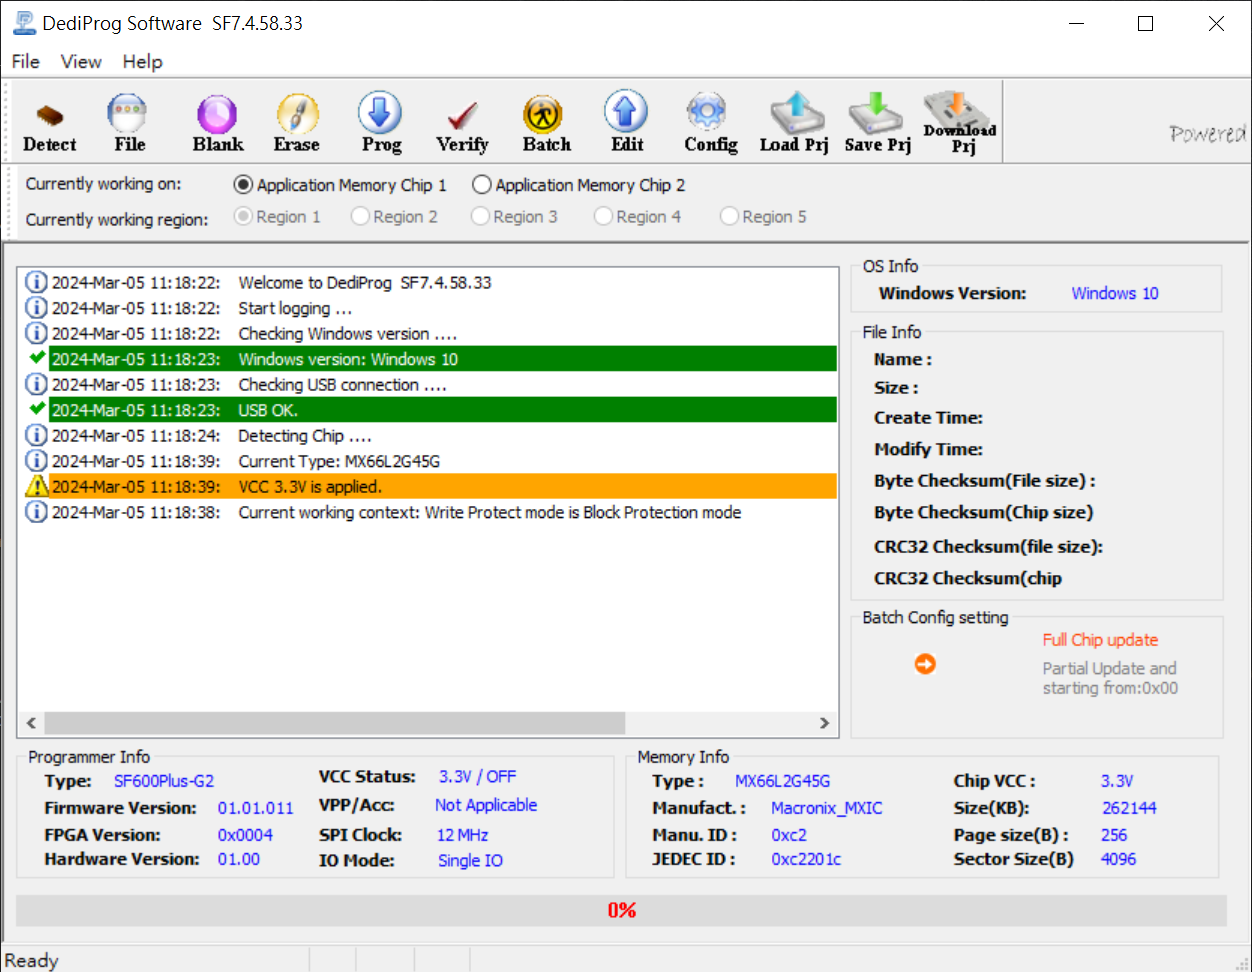 DediProg Software  SF7.4.58.33
File View Help
Detect File Blank Erase Prog Verify Batch Edit Config Load Prj Save Prj Download Prj
Powered
Currently working on: Application Memory Chip 1 Application Memory Chip 2
Currently working region: Region 1 Region 2 Region 3 Region 4 Region 5
2024-Mar-05 11:18:22: Welcome to DediProg  SF7.4.58.33
2024-Mar-05 11:18:22: Start logging ...
2024-Mar-05 11:18:22: Checking Windows version ....
2024-Mar-05 11:18:23: Windows version: Windows 10
2024-Mar-05 11:18:23: Checking USB connection ....
2024-Mar-05 11:18:23: USB OK.
2024-Mar-05 11:18:24: Detecting Chip ....
2024-Mar-05 11:18:39: Current Type: MX66L2G45G
2024-Mar-05 11:18:39: VCC 3.3V is applied.
2024-Mar-05 11:18:38: Current working context: Write Protect mode is Block Protection mode
OS Info
Windows Version: Windows 10
File Info
Name :
Size :
Create Time:
Modify Time:
Byte Checksum(File size) :
Byte Checksum(Chip size)
CRC32 Checksum(file size):
CRC32 Checksum(chip
Batch Config setting
Full Chip update
Partial Update and
starting from:0x00
Programmer Info
Type: SF600Plus-G2
Firmware Version: 01.01.011
FPGA Version: 0x0004
Hardware Version: 01.00
VCC Status: 3.3V / OFF
VPP/Acc: Not Applicable
SPI Clock: 12 MHz
IO Mode: Single IO
Memory Info
Type : MX66L2G45G
Manufact. : Macronix_MXIC
Manu. ID : 0xc2
JEDEC ID : 0xc2201c
Chip VCC : 3.3V
Size(KB): 262144
Page size(B) : 256
Sector Size(B) 4096
0%
Ready